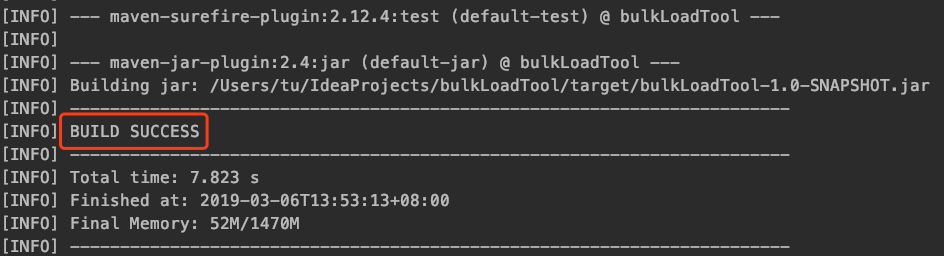 [INFO] --- maven-surefire-plugin:2.12.4:test (default-test) @ bulkLoadTool ---
[INFO]
[INFO] --- maven-jar-plugin:2.4:jar (default-jar) @ bulkLoadTool ---
[INFO] Building jar: /Users/tu/IdeaProjects/bulkLoadTool/target/bulkLoadTool-1.0-SNAPSHOT.jar
[INFO] ------------------------------------------------------------------------
[INFO] BUILD SUCCESS
[INFO] ------------------------------------------------------------------------
[INFO] Total time: 7.823 s
[INFO] Finished at: 2019-03-06T13:53:13+08:00
[INFO] Final Memory: 52M/1470M
[INFO] ------------------------------------------------------------------------